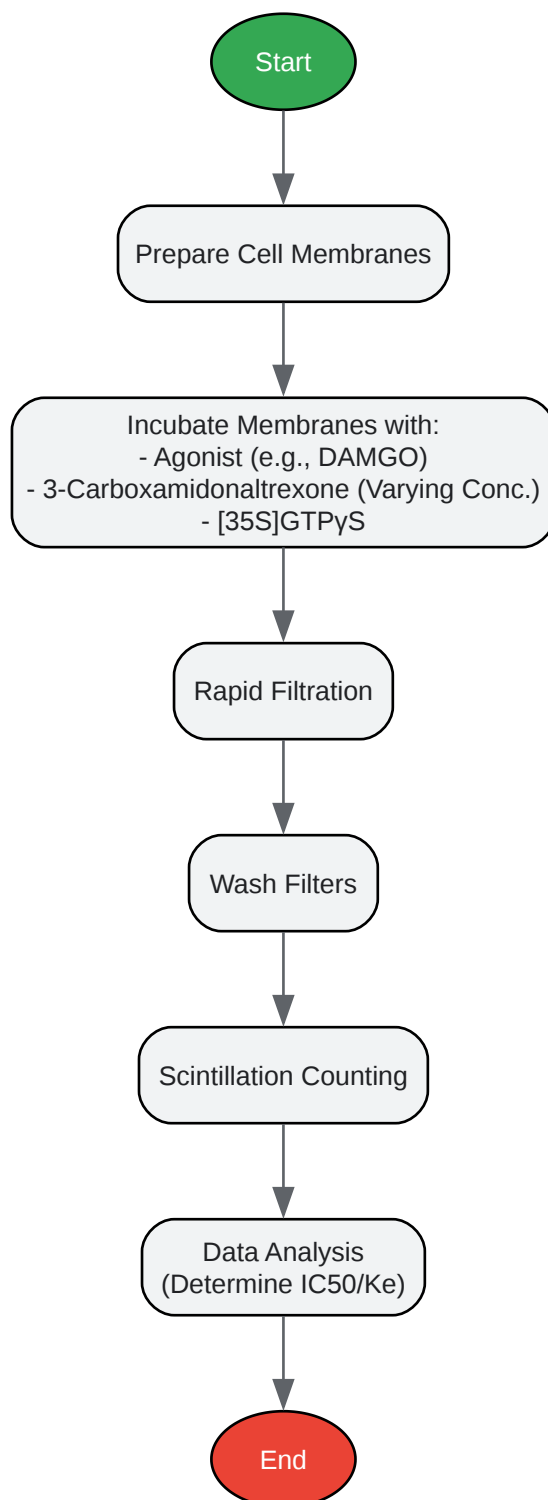 Start
Prepare Cell Membranes
Incubate Membranes with:
- Agonist (e.g., DAMGO)
- 3-Carboxamidonaltrexone (Varying Conc.)
- [35S]GTPγS
Rapid Filtration
Wash Filters
Scintillation Counting
Data Analysis
(Determine IC50/Ke)
End